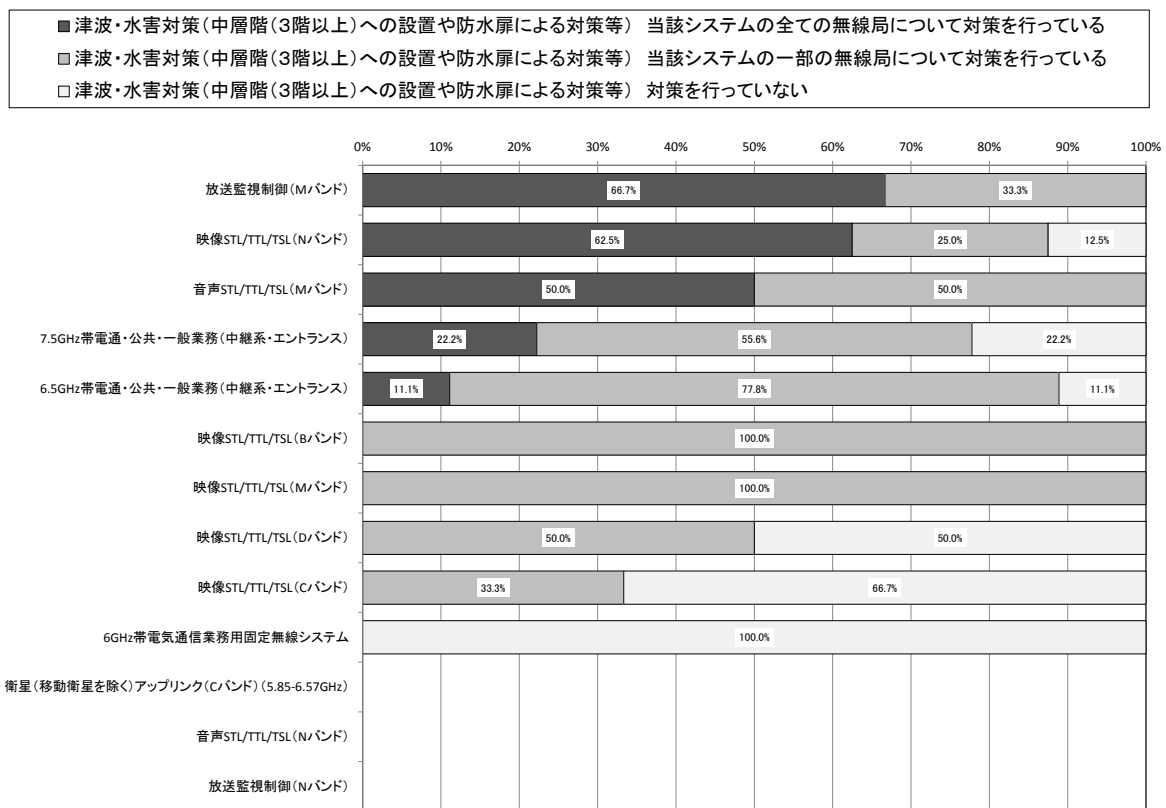 ■津波・水害対策（中層階（3階以上）への設置や防水扉による対策等） 当該システムの全ての無線局について対策を行っている
■津波・水害対策（中層階（3階以上）への設置や防水扉による対策等） 当該システムの一部の無線局について対策を行っている
□津波・水害対策（中層階（3階以上）への設置や防水扉による対策等） 対策を行っていない
0% 10% 20% 30% 40% 50% 60% 70% 80% 90% 100%
放送監視制御（Mバンド） 66.7% 33.3%
映像STL/TTL/TSL（Nバンド） 62.5% 25.0% 12.5%
音声STL/TTL/TSL（Mバンド） 50.0% 50.0%
7.5GHz帯電通・公共・一般業務（中継系・エントランス） 22.2% 55.6% 22.2%
6.5GHz帯電通・公共・一般業務（中継系・エントランス） 11.1% 77.8% 11.1%
映像STL/TTL/TSL（Bバンド） 100.0%
映像STL/TTL/TSL（Mバンド） 100.0%
映像STL/TTL/TSL（Dバンド） 50.0% 50.0%
映像STL/TTL/TSL（Cバンド） 33.3% 66.7%
6GHz帯電気通信業務用固定無線システム 100.0%
衛星（移動衛星を除く）アップリンク（Cバンド）（5.85-6.57GHz）
音声STL/TTL/TSL（Nバンド）
放送監視制御（Nバンド）